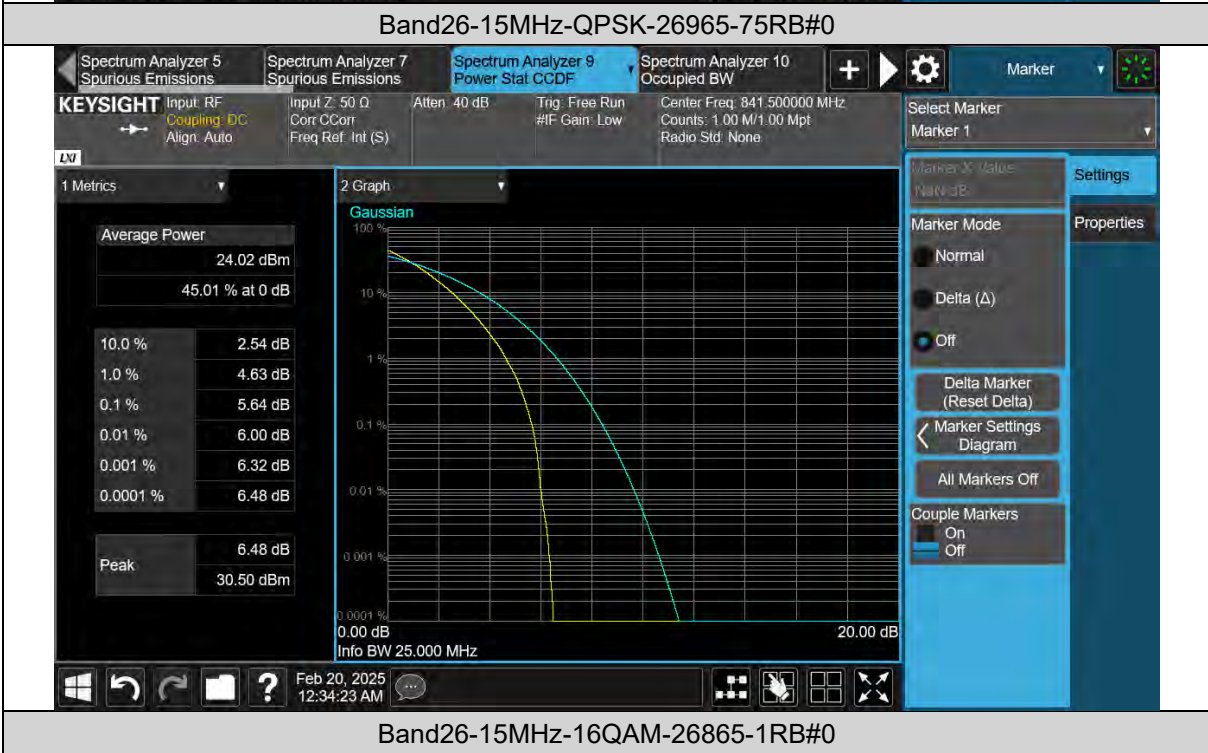 Band26-15MHz-QPSK-26965-75RB#0
Spectrum Analyzer 5
Spurious Emissions
Spectrum Analyzer 7
Spurious Emissions
Spectrum Analyzer 9
Power Stat CCDF
Spectrum Analyzer 10
Occupied BW
Marker
KEYSIGHT
Input: RF
Coupling: DC
Align: Auto
Input Z: 50 Ω
Corr CCorr
Freq Ref: Int (S)
Atten: 40 dB
Trig: Free Run
#IF Gain: Low
Center Freq: 841.500000 MHz
Counts: 1.00 M/1.00 Mpt
Radio Std: None
LXI
Select Marker
Marker 1
1 Metrics
2 Graph
Marker X Value
NaN dB
Settings
Properties
Average Power
24.02 dBm
45.01 % at 0 dB
10.0 % 2.54 dB
1.0 % 4.63 dB
0.1 % 5.64 dB
0.01 % 6.00 dB
0.001 % 6.32 dB
0.0001 % 6.48 dB
Peak
6.48 dB
30.50 dBm
Gaussian
100 %
10 %
1 %
0.1 %
0.01 %
0.001 %
0.0001 %
0.00 dB
20.00 dB
Info BW 25.000 MHz
Marker Mode
Normal
Delta (Δ)
Off
Delta Marker
(Reset Delta)
Marker Settings
Diagram
All Markers Off
Couple Markers
On
Off
Feb 20, 2025
12:34:23 AM
Band26-15MHz-16QAM-26865-1RB#0